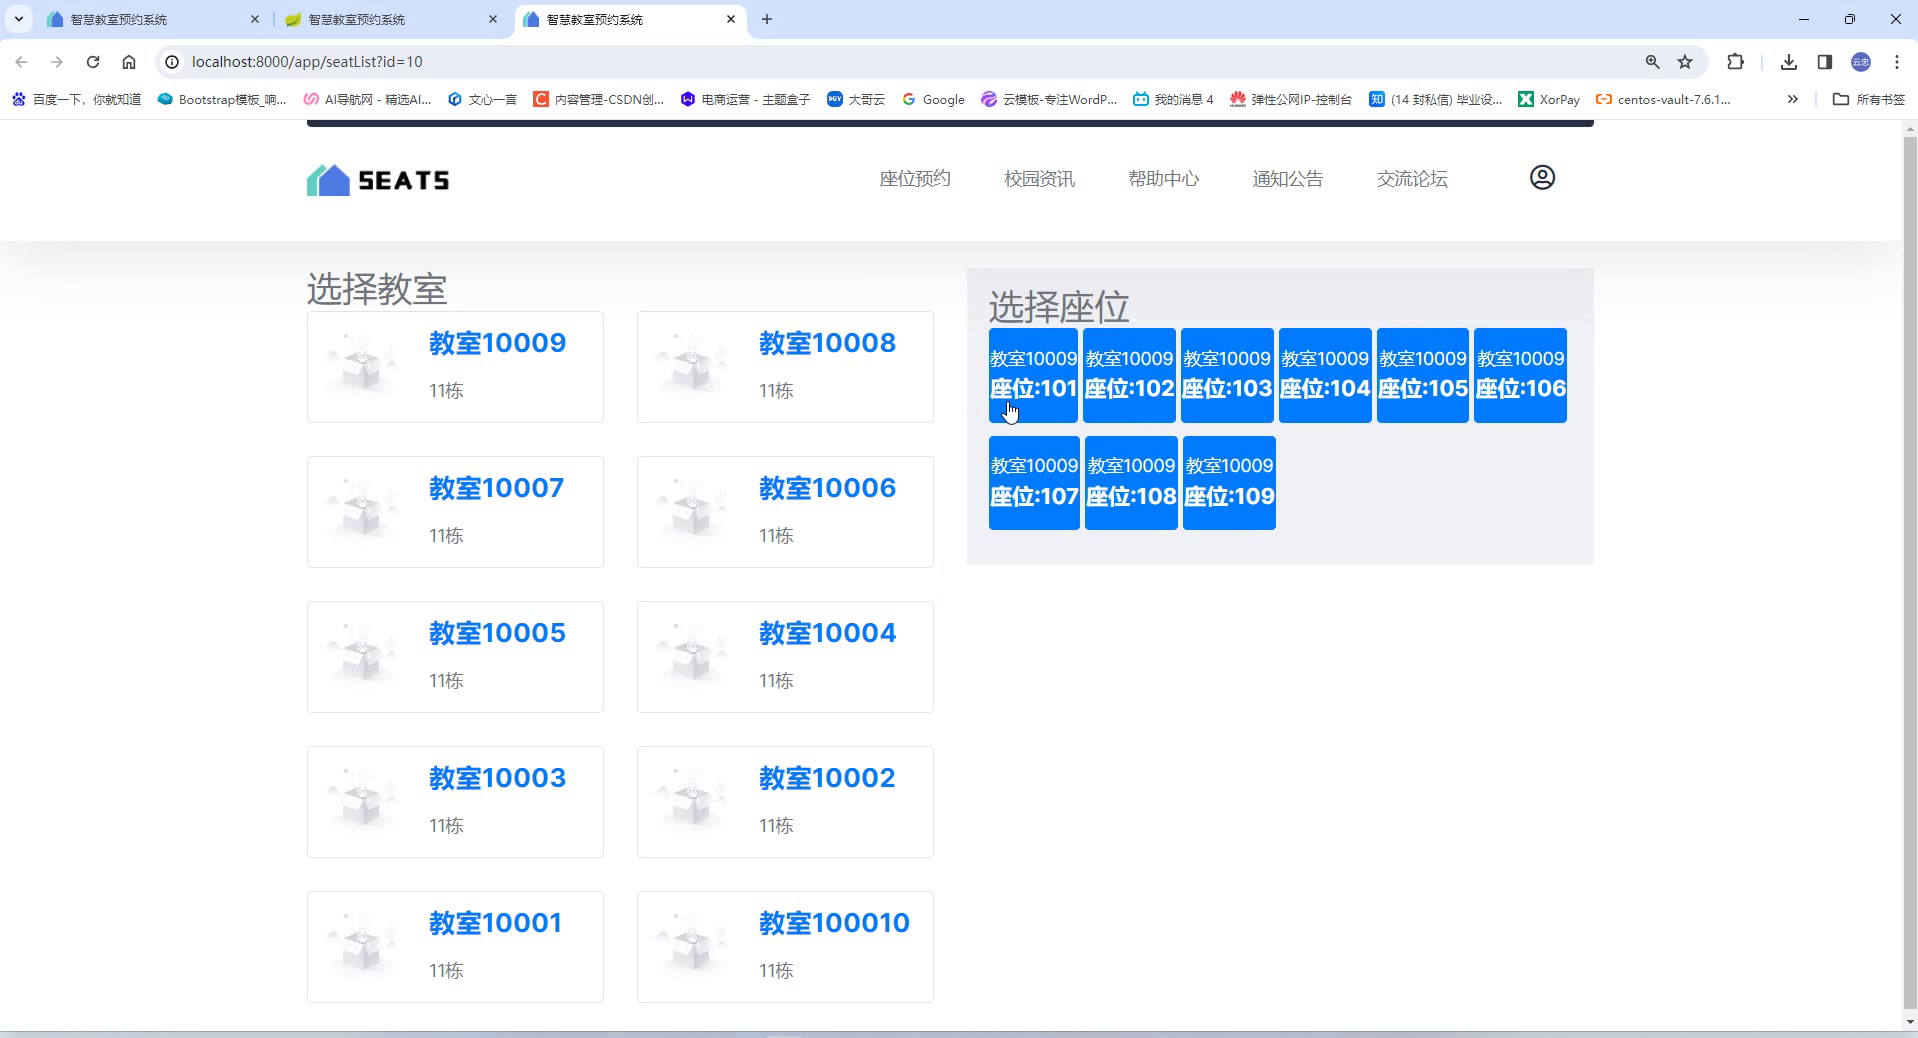 智慧教室预约系统
智慧教室预约系统
智慧教室预约系统
localhost:8000/app/seatList?id=10
云忠
百度一下，你就知道
Bootstrap模板_响...
AI导航网 - 精选AI...
文心一言
内容管理-CSDN创...
电商运营 - 主题盒子
大哥云
Google
云模板-专注WordP...
我的消息 4
弹性公网IP-控制台
(14 封私信) 毕业设...
XorPay
centos-vault-7.6.1...
所有书签
SEATS
座位预约
校园资讯
帮助中心
通知公告
交流论坛
选择教室
教室10009
11栋
教室10008
11栋
教室10007
11栋
教室10006
11栋
教室10005
11栋
教室10004
11栋
教室10003
11栋
教室10002
11栋
教室10001
11栋
教室100010
11栋
选择座位
教室10009
座位:101
教室10009
座位:102
教室10009
座位:103
教室10009
座位:104
教室10009
座位:105
教室10009
座位:106
教室10009
座位:107
教室10009
座位:108
教室10009
座位:109